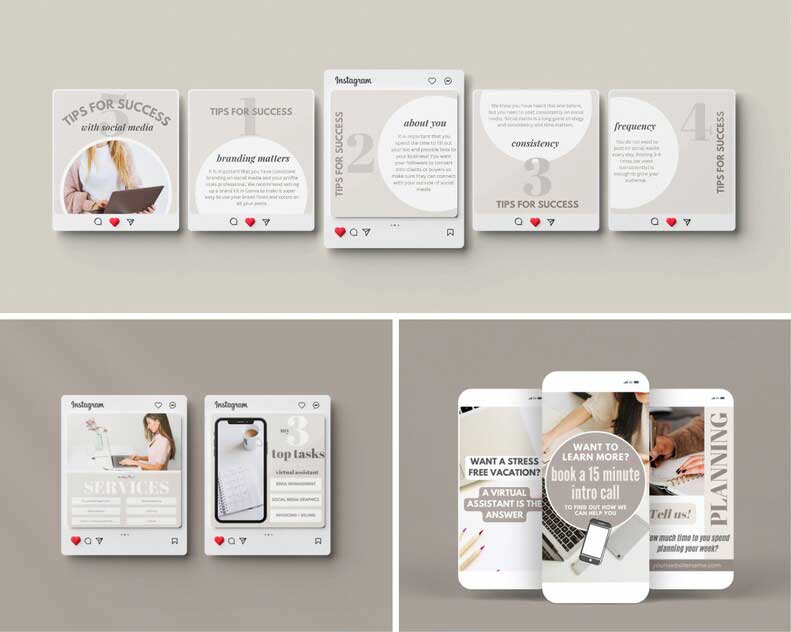 5
TIPS FOR SUCCESS
with social media
1
TIPS FOR SUCCESS
branding matters
It is important that you have consistent
branding on social media and your profile
looks professional. We recommend setting
up a brand kit in Canva to make it super
easy to use your brand fonts and colors on
all your posts.
Instagram
TIPS FOR SUCCESS
2
about you
It is important that you
spend the time to fill out
your bio and provide links to
your business! You want
your followers to convert
into clients or buyers so
make sure they can connect
with you outside of social
media.
We know you have heard this one before,
but you need to post consistently on social
media. Social media is a long game strategy
and consistency and time matters.
consistency
3
TIPS FOR SUCCESS
frequency
You do not need to
post on social media
every day. Posting 3-4
times per week
(consistently) is
enough to grow your
audience.
4
TIPS FOR SUCCESS
Instagram
SERVICES
Instagram
my
3
top tasks
virtual assistant
EMAIL MANAGEMENT
SOCIAL MEDIA GRAPHICS
INVOICING + BILLING
WANT A STRESS
FREE VACATION?
A VIRTUAL
ASSISTANT IS THE
ANSWER
WANT TO
LEARN MORE?
book a 15 minute
intro call
TO FIND OUT HOW WE
CAN HELP YOU
PLANNING
Tell us!
How much time to you spend
planning your week?
yourwebsitename.com